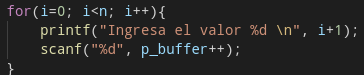 for(i=0; i<n; i++){
    printf("Ingresa el valor %d \n", i+1);
    scanf("%d", p_buffer++);
}